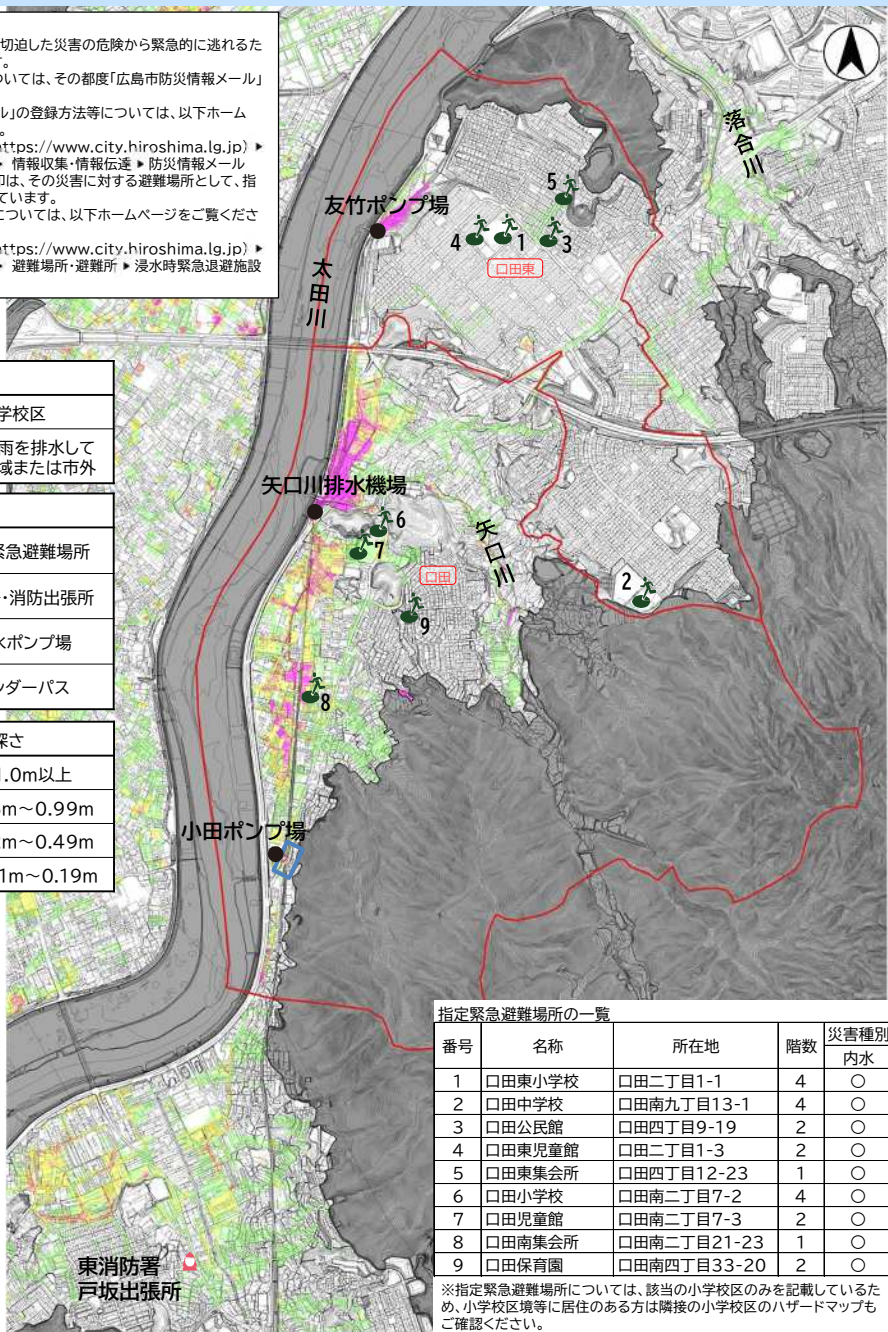 切迫した災害の危険から緊急的に逃れるた
。
ついては、その都度「広島市防災情報メール」
ル」の登録方法等については、以下ホーム
。
ttps://www.city.hiroshima.lg.jp) ▶
▶ 情報収集・情報伝達 ▶ 防災情報メール
印は、その災害に対する避難場所として、指
ています。
については、以下ホームページをご覧くださ
ttps://www.city.hiroshima.lg.jp) ▶
▶ 避難場所・避難所 ▶ 浸水時緊急退避施設
学校区
雨を排水して
域または市外
緊急避難場所
・消防出張所
水ポンプ場
ンダーパス
深さ
.0m以上
m～0.99m
m～0.49m
1m～0.19m
落合川
友竹ポンプ場
太田川
5
4
1
3
口田東
矢口川排水機場
6
7
矢口川
口田
2
9
8
小田ポンプ場
東消防署
戸坂出張所
指定緊急避難場所の一覧
番号 名称 所在地 階数 災害種別
内水
1 口田東小学校 口田二丁目1-1 4 ○
2 口田中学校 口田南九丁目13-1 4 ○
3 口田公民館 口田四丁目9-19 2 ○
4 口田東児童館 口田二丁目1-3 2 ○
5 口田東集会所 口田四丁目12-23 1 ○
6 口田小学校 口田南二丁目7-2 4 ○
7 口田児童館 口田南二丁目7-3 2 ○
8 口田南集会所 口田南二丁目21-23 1 ○
9 口田保育園 口田南四丁目33-20 2 ○
※指定緊急避難場所については、該当の小学校区のみを記載しているた
め、小学校区境等に居住のある方は隣接の小学校区のハザードマップも
ご確認ください。